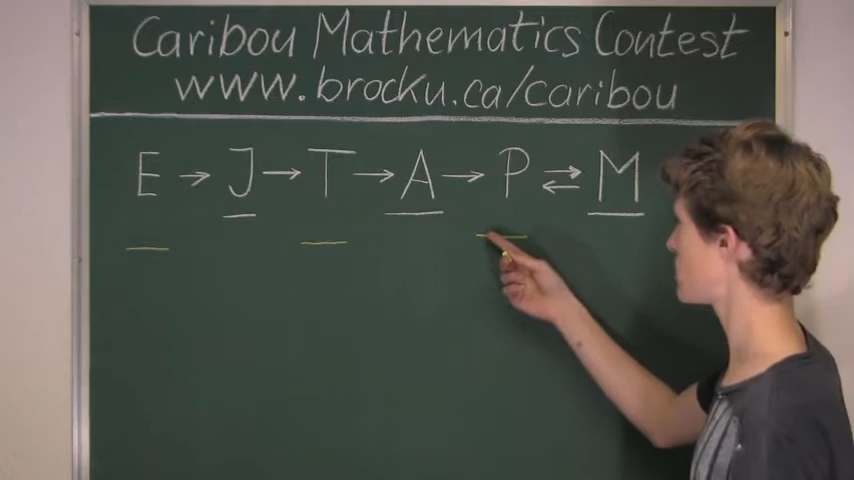 Caribou Mathematics Contest
www.brocku.ca/caribou
E → J → T → A → P ⇄ M